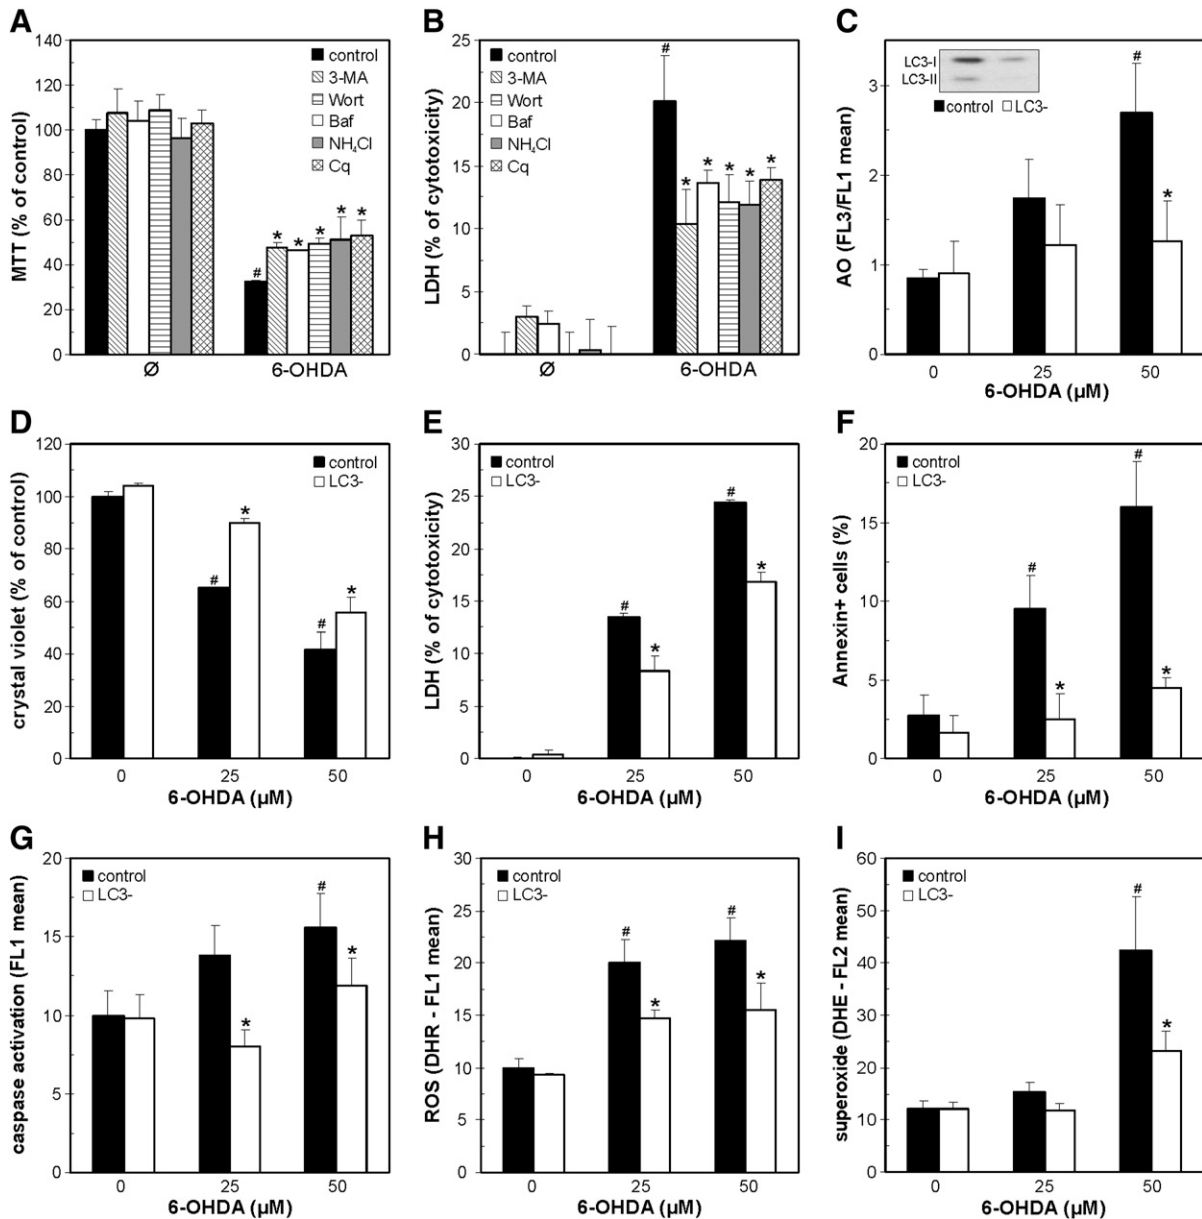 A
MTT (% of control)
140
120
100
80
60
40
20
0
control
3-MA
Wort
Baf
NH4Cl
Cq
#
*
*
*
*
*
Ø
6-OHDA
B
LDH (% of cytotoxicity)
25
20
15
10
5
0
control
3-MA
Wort
Baf
NH4Cl
Cq
#
*
*
*
*
*
Ø
6-OHDA
C
AO (FL3/FL1 mean)
3
2
1
0
LC3-I
LC3-II
control
LC3-
#
*
0 25 50
6-OHDA (µM)
D
crystal violet (% of control)
120
100
80
60
40
20
0
control
LC3-
#
*
#
*
0 25 50
6-OHDA (µM)
E
LDH (% of cytotoxicity)
30
25
20
15
10
5
0
control
LC3-
#
*
#
*
0 25 50
6-OHDA (µM)
F
Annexin+ cells (%)
20
15
10
5
0
control
LC3-
#
*
#
*
0 25 50
6-OHDA (µM)
G
caspase activation (FL1 mean)
20
15
10
5
0
control
LC3-
*
#
*
0 25 50
6-OHDA (µM)
H
ROS (DHR - FL1 mean)
30
25
20
15
10
5
0
control
LC3-
#
*
#
*
0 25 50
6-OHDA (µM)
I
superoxide (DHE - FL2 mean)
60
50
40
30
20
10
0
control
LC3-
#
*
0 25 50
6-OHDA (µM)